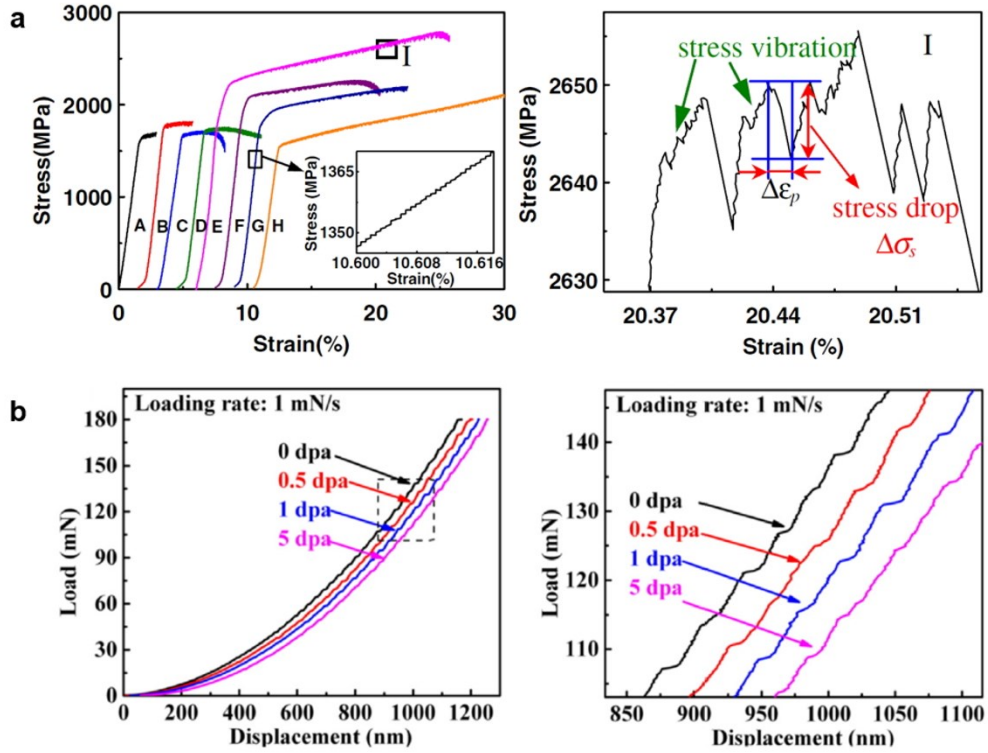 a
3000
2000
1000
0
Stress(MPa)
0
10
20
30
Strain(%)
A B C D E F G H
I
1365
1350
Stress (MPa)
10.600 10.608 10.616
Strain(%)
I
stress vibration
2660
2650
2640
2630
Stress (MPa)
Δεp
stress drop
Δσs
20.37 20.44 20.51
Strain (%)
b
Loading rate: 1 mN/s
180
150
120
90
60
30
0
Load (mN)
0 dpa
0.5 dpa
1 dpa
5 dpa
0 200 400 600 800 1000 1200
Displacement (nm)
Loading rate: 1 mN/s
140
130
120
110
Load (mN)
0 dpa
0.5 dpa
1 dpa
5 dpa
850 900 950 1000 1050 1100
Displacement (nm)